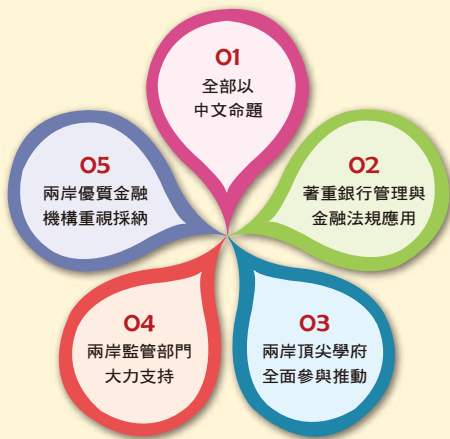 01
全部以
中文命題
02
著重銀行管理與
金融法規應用
03
兩岸頂尖學府
全面參與推動
04
兩岸監管部門
大力支持
05
兩岸優質金融
機構重視採納